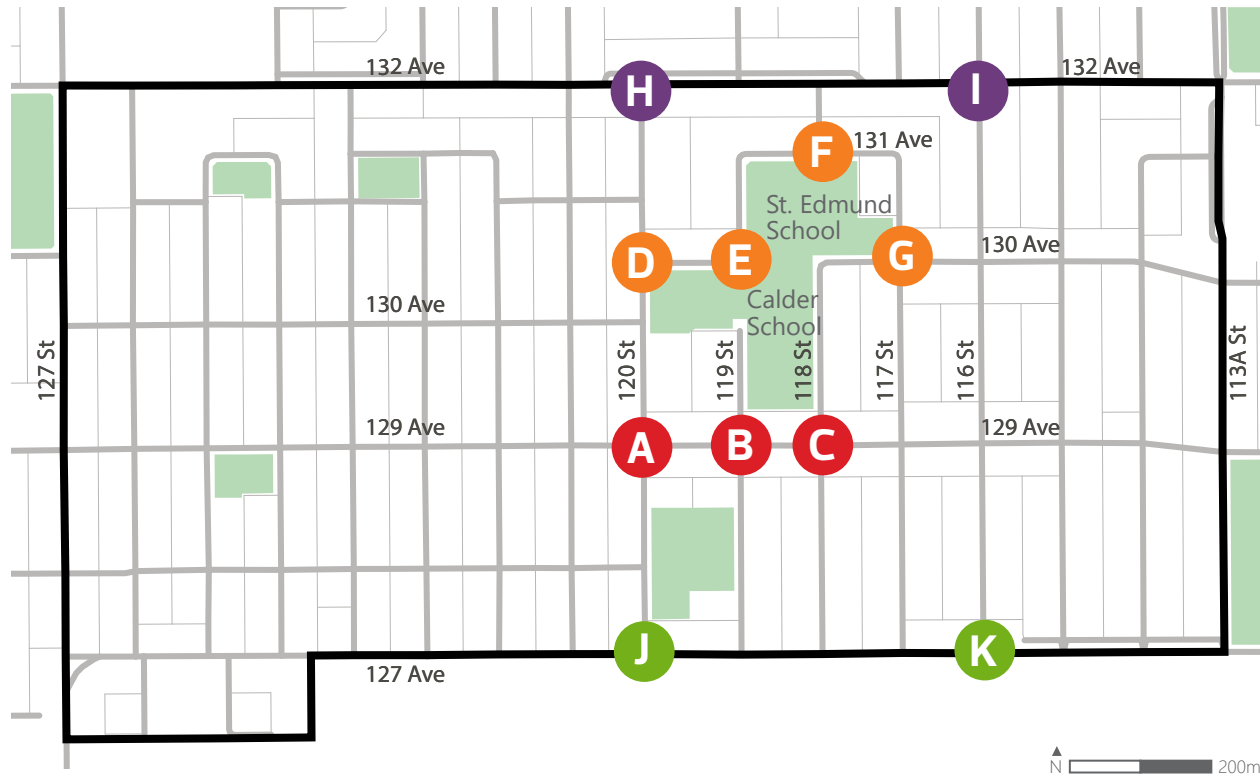 132 Ave
132 Ave
H
I
F
131 Ave
St. Edmund
School
D
E
G
130 Ave
130 Ave
Calder
School
127 St
120 St
119 St
118 St
117 St
116 St
113A St
129 Ave
129 Ave
A
B
C
J
K
127 Ave
N
200m